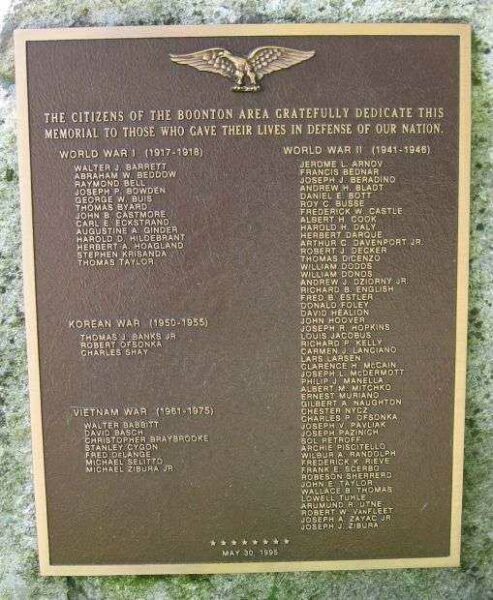 THE CITIZENS OF THE BOONTON AREA GRATEFULLY DEDICATE THIS
MEMORIAL TO THOSE WHO GAVE THEIR LIVES IN DEFENSE OF OUR NATION.
WORLD WAR I (1917-1918)
WALTER J. BARRETT
ABRAHAM W. BEDDOW
RAYMOND BELL
JOSEPH P. BOWDEN
GEORGE W. BUIS
THOMAS BYARD
JOHN B. CASTMORE
CARL E. ECKSTRAND
AUGUSTINE A. GINDER
HAROLD D. HILDEBRANT
HERBERT A. HOAGLAND
STEPHEN KRISANDA
THOMAS TAYLOR
KOREAN WAR (1950-1955)
THOMAS J. BANKS JR
ROBERT OFSONKA
CHARLES SHAY
VIETNAM WAR (1961-1975)
WALTER BABBITT
DAVID BASCH
CHRISTOPHER BRAYBROOKE
STANLEY CYGON
FRED DELANGE
MICHAEL SELITTO
MICHAEL ZIBURA JR
WORLD WAR II (1941-1946)
JEROME L. ARNOV
FRANCIS BEDNAR
JOSEPH J. BERADINO
ANDREW H. BLADT
DANIEL E. BOTT
ROY C. BUSSE
FREDERICK W. CASTLE
ALBERT H. COOK
HAROLD H. DALY
HERBERT DAROUE
ARTHUR C. DAVENPORT JR.
ROBERT J. DECKER
THOMAS DICENZO
WILLIAM DODDS
WILLIAM DONOS
ANDREW J. DZIORNY JR.
RICHARD B. ENGLISH
FRED B. ESTLER
DONALD FOLEY
DAVID HEALION
JOHN HOOVER
JOSEPH R. HOPKINS
LOUIS JACOBUS
RICHARD P. KELLY
CARMEN J. LANCIANO
LARS LARSEN
CLARENCE H. McCAIN
JOSEPH L. McDERMOTT
PHILIP J. MANELLA
ALBERT M. MITCHKO
ERNEST MURIANO
GILBERT A. NAUGHTON
CHESTER NYCZ
CHARLES P. OFSONKA
JOSEPH V. PAVLIAK
JOSEPH PAZINICH
SOL PETROFF
ARCHIE PISCITELLO
WILBUR A. RANDOLPH
FREDERICK K. RIEVE
FRANK E. SCERBO
ROBESON SHERRERD
JOHN E. TAYLOR
WALLACE B. THOMAS
LOWELL TUHLE
ARUMUND R. UTNE
ROBERT W. VanFLEET
JOSEPH A. ZAYAC JR.
JOSEPH J. ZIBURA
MAY 30, 1995